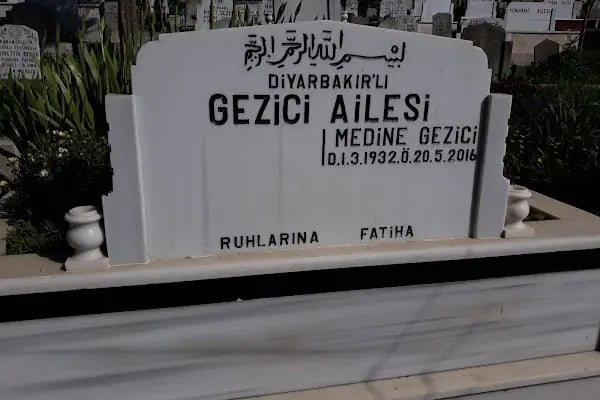 بسم الله الرحمن الرحيم
DİYARBAKIR'LI
GEZİCİ AİLESİ
MEDİNE GEZİCİ
D.1.3.1932.Ö.20.5.2016
RUHLARINA FATİHA